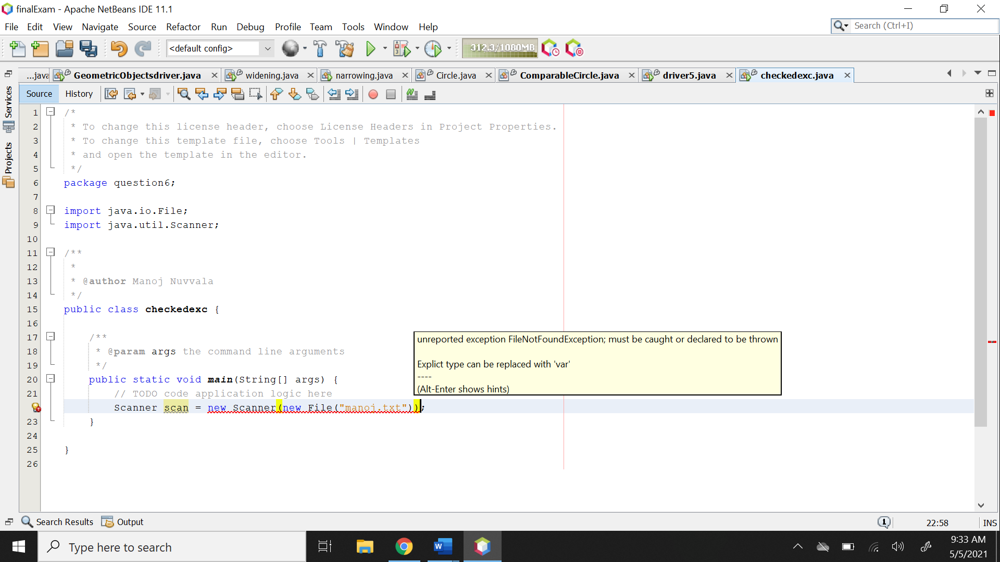 finalExam - Apache NetBeans IDE 11.1
File Edit View Navigate Source Refactor Run Debug Profile Team Tools Window Help
Search (Ctrl+I)
<default config>
312.3/1080MB
...java
GeometricObjectsdriver.java
widening.java
narrowing.java
Circle.java
ComparableCircle.java
driver5.java
checkedexc.java
Source History
Services
Projects
1 /*
2 * To change this license header, choose License Headers in Project Properties.
3 * To change this template file, choose Tools | Templates
4 * and open the template in the editor.
5 */
6 package question6;
7
8 import java.io.File;
9 import java.util.Scanner;
10
11 /**
12 *
13 * @author Manoj Nuvvala
14 */
15 public class checkedexc {
16
17 /**
18 * @param args the command line arguments
19 */
20 public static void main(String[] args) {
21 // TODO code application logic here
Scanner scan = new Scanner(new File("manoj.txt"));
23 }
24
25 }
26
unreported exception FileNotFoundException; must be caught or declared to be thrown
Explict type can be replaced with 'var'
----
(Alt-Enter shows hints)
Search Results Output
1
22:58
INS
Type here to search
9:33 AM
5/5/2021